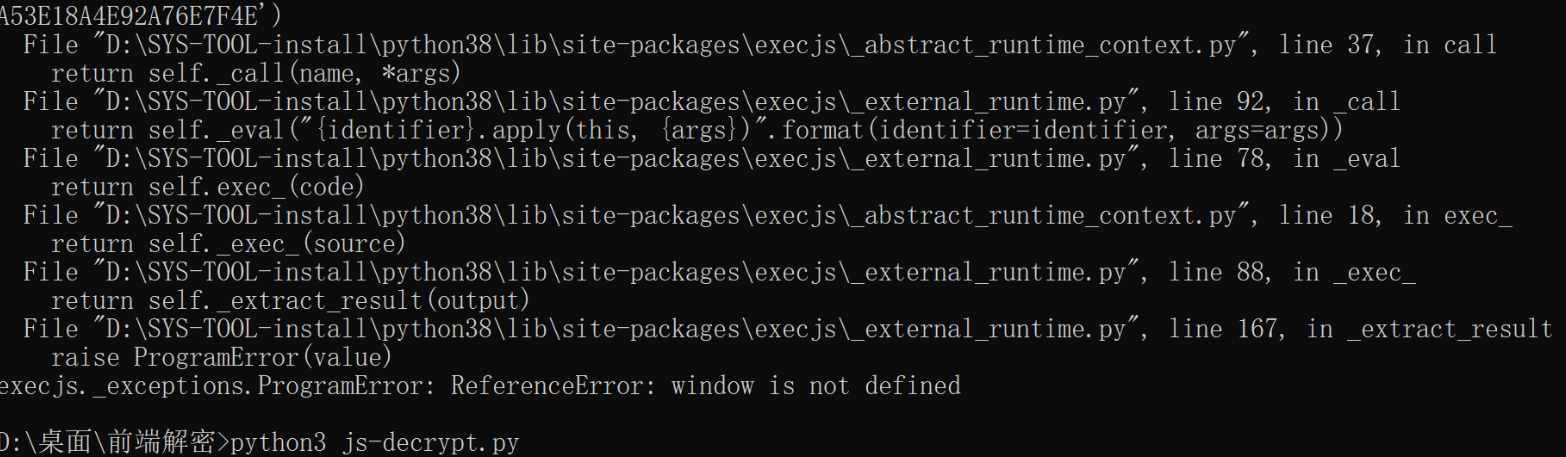 A53E18A4E92A76E7F4E')
  File "D:\SYS-TOOL-install\python38\lib\site-packages\execjs\_abstract_runtime_context.py", line 37, in call
    return self._call(name, *args)
  File "D:\SYS-TOOL-install\python38\lib\site-packages\execjs\_external_runtime.py", line 92, in _call
    return self._eval("{identifier}.apply(this, {args})".format(identifier=identifier, args=args))
  File "D:\SYS-TOOL-install\python38\lib\site-packages\execjs\_external_runtime.py", line 78, in _eval
    return self.exec_(code)
  File "D:\SYS-TOOL-install\python38\lib\site-packages\execjs\_abstract_runtime_context.py", line 18, in exec_
    return self._exec_(source)
  File "D:\SYS-TOOL-install\python38\lib\site-packages\execjs\_external_runtime.py", line 88, in _exec_
    return self._extract_result(output)
  File "D:\SYS-TOOL-install\python38\lib\site-packages\execjs\_external_runtime.py", line 167, in _extract_result
    raise ProgramError(value)
execjs._exceptions.ProgramError: ReferenceError: window is not defined
D:\桌面\前端解密>python3 js-decrypt.py